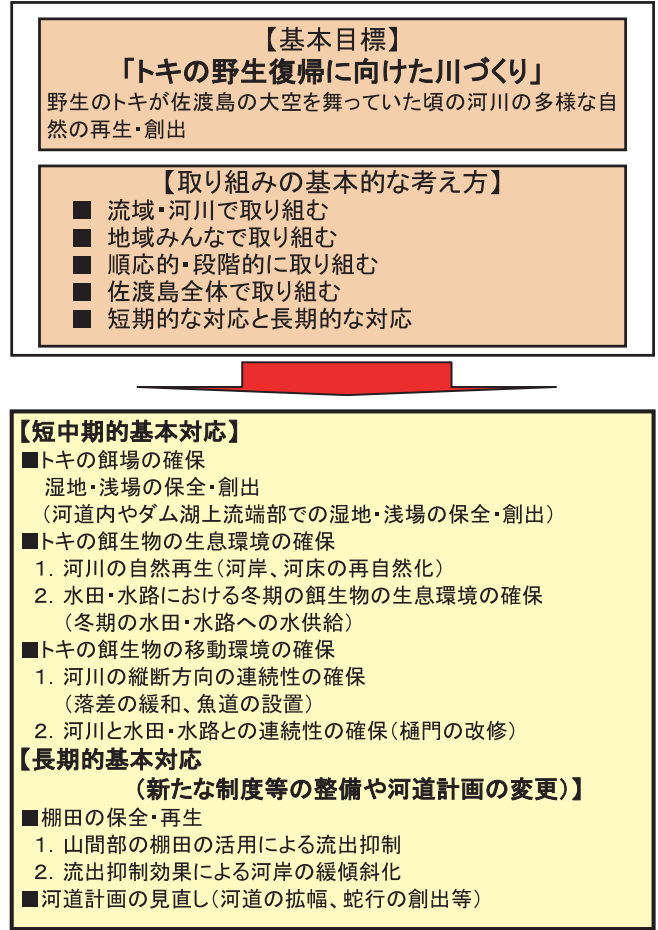 【基本目標】
「トキの野生復帰に向けた川づくり」
野生のトキが佐渡島の大空を舞っていた頃の河川の多様な自
然の再生・創出
【取り組みの基本的な考え方】
■ 流域・河川で取り組む
■ 地域みんなで取り組む
■ 順応的・段階的に取り組む
■ 佐渡島全体で取り組む
■ 短期的な対応と長期的な対応
【短中期的基本対応】
■トキの餌場の確保
湿地・浅場の保全・創出
(河道内やダム湖上流端部での湿地・浅場の保全・創出)
■トキの餌生物の生息環境の確保
1. 河川の自然再生(河岸、河床の再自然化)
2. 水田・水路における冬期の餌生物の生息環境の確保
(冬期の水田・水路への水供給)
■トキの餌生物の移動環境の確保
1. 河川の縦断方向の連続性の確保
(落差の緩和、魚道の設置)
2. 河川と水田・水路との連続性の確保(樋門の改修)
【長期的基本対応
(新たな制度等の整備や河道計画の変更)】
■棚田の保全・再生
1. 山間部の棚田の活用による流出抑制
2. 流出抑制効果による河岸の緩傾斜化
■河道計画の見直し(河道の拡幅、蛇行の創出等)